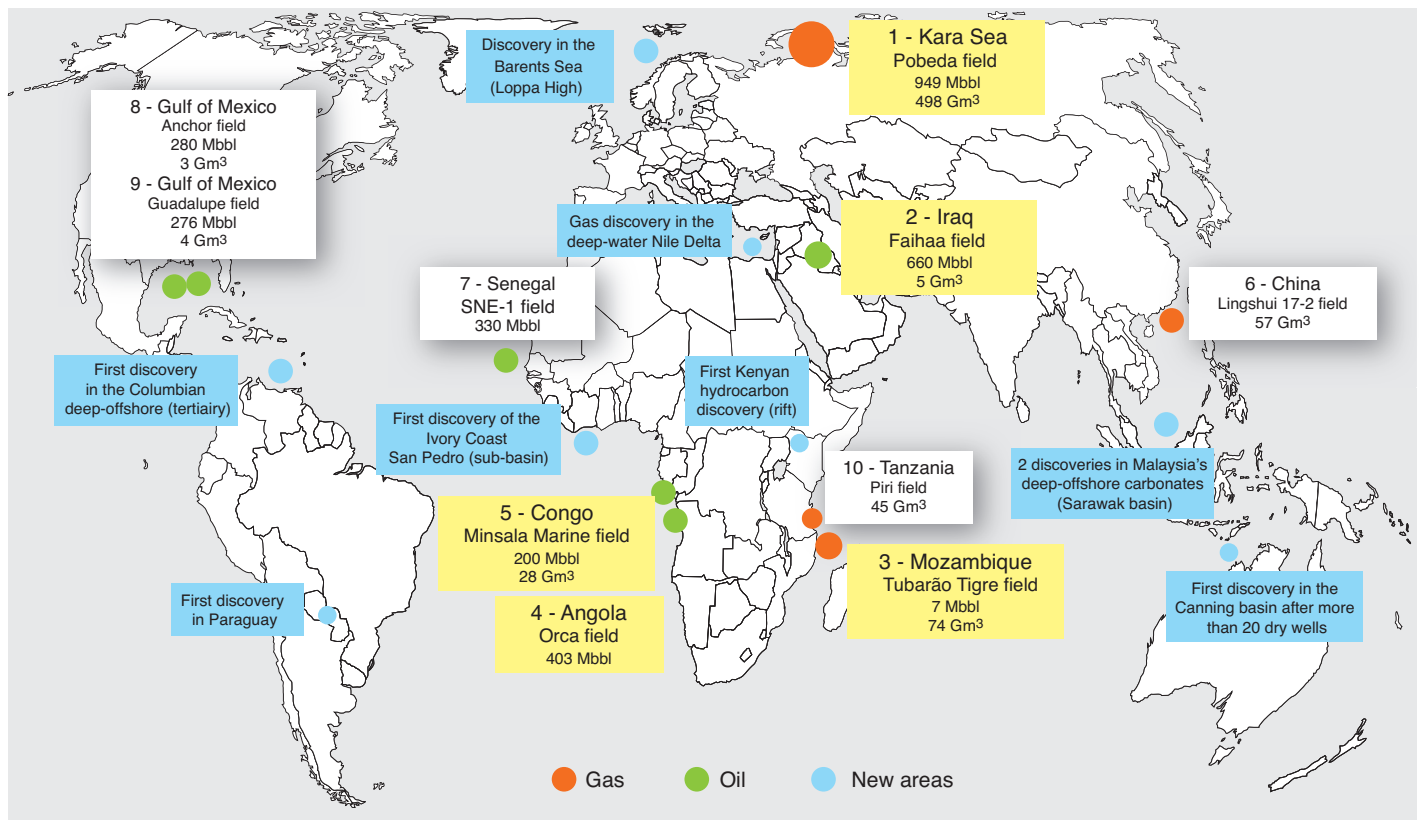 Discovery in the
Barents Sea
(Loppa High)
1 - Kara Sea
Pobeda field
949 Mbbl
498 Gm³
8 - Gulf of Mexico
Anchor field
280 Mbbl
3 Gm³
9 - Gulf of Mexico
Guadalupe field
276 Mbbl
4 Gm³
Gas discovery in the
deep-water Nile Delta
2 - Iraq
Faihaa field
660 Mbbl
5 Gm³
7 - Senegal
SNE-1 field
330 Mbbl
6 - China
Lingshui 17-2 field
57 Gm³
First discovery
in the Columbian
deep-offshore (tertiairy)
First Kenyan
hydrocarbon
discovery (rift)
First discovery of the
Ivory Coast
San Pedro (sub-basin)
10 - Tanzania
Piri field
45 Gm³
2 discoveries in Malaysia's
deep-offshore carbonates
(Sarawak basin)
5 - Congo
Minsala Marine field
200 Mbbl
28 Gm³
3 - Mozambique
Tubarão Tigre field
7 Mbbl
74 Gm³
First discovery
in Paraguay
4 - Angola
Orca field
403 Mbbl
First discovery in the
Canning basin after more
than 20 dry wells
Gas
Oil
New areas